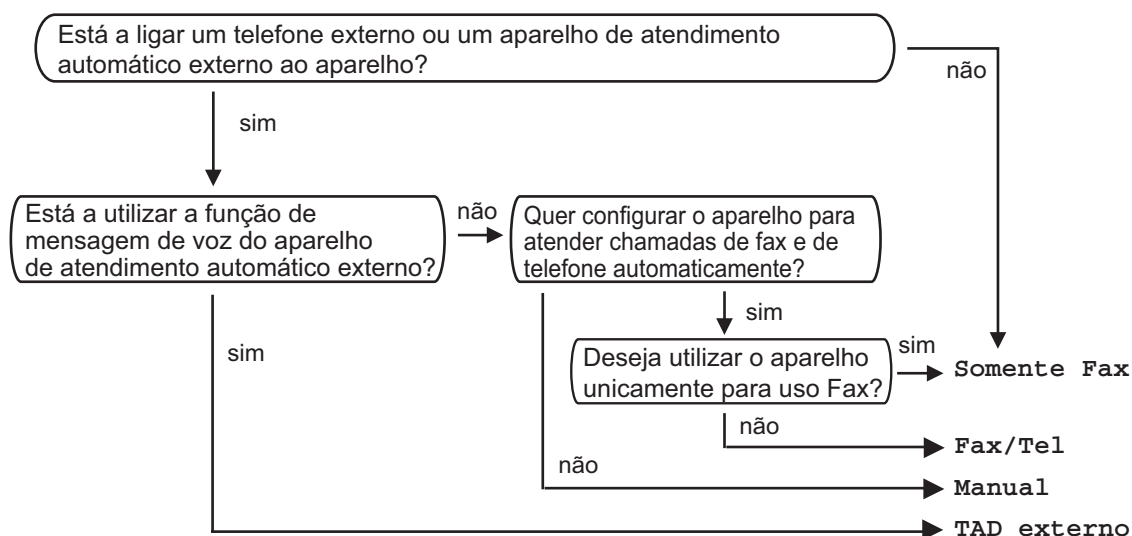 Está a ligar um telefone externo ou um aparelho de atendimento
automático externo ao aparelho?
não
sim
Está a utilizar a função de
mensagem de voz do aparelho
de atendimento automático externo?
não
Quer configurar o aparelho para
atender chamadas de fax e de
telefone automaticamente?
sim
sim
Deseja utilizar o aparelho
unicamente para uso Fax?
sim
Somente Fax
não
Fax/Tel
não
Manual
TAD externo